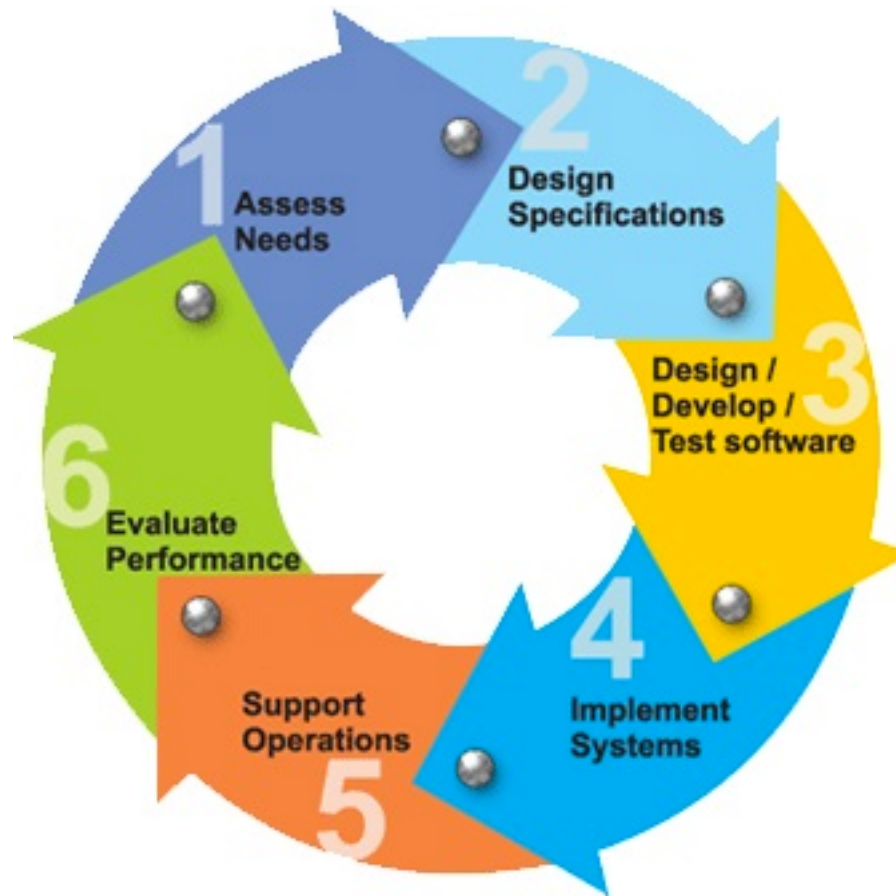 1
Assess
Needs
2
Design
Specifications
3
Design /
Develop /
Test software
4
Implement
Systems
5
Support
Operations
6
Evaluate
Performance